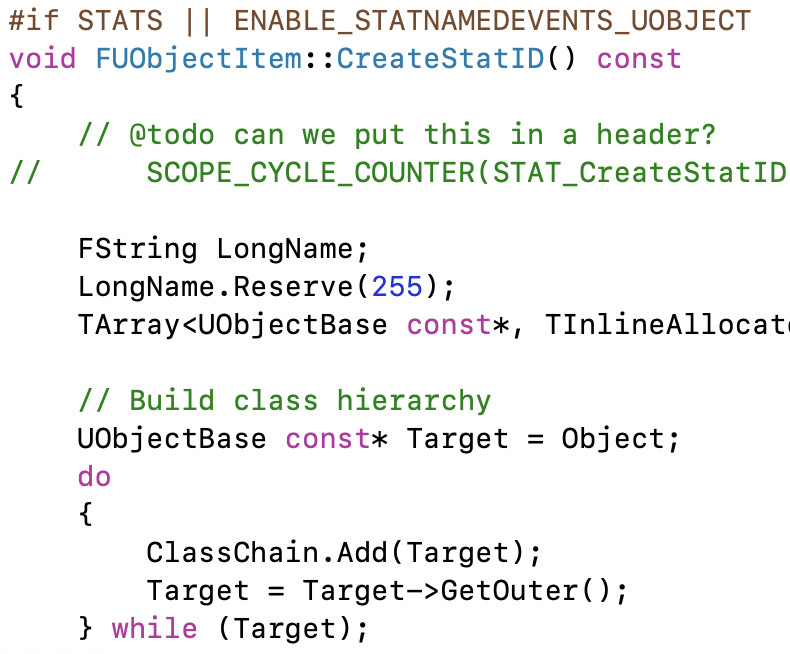 #if STATS || ENABLE_STATNAMEDEVENTS_UOBJECT
void FUObjectItem::CreateStatID() const
{
    // @todo can we put this in a header?
//      SCOPE_CYCLE_COUNTER(STAT_CreateStatID

    FString LongName;
    LongName.Reserve(255);
    TArray<UObjectBase const*, TInlineAllocat

    // Build class hierarchy
    UObjectBase const* Target = Object;
    do
    {
        ClassChain.Add(Target);
        Target = Target->GetOuter();
    } while (Target);